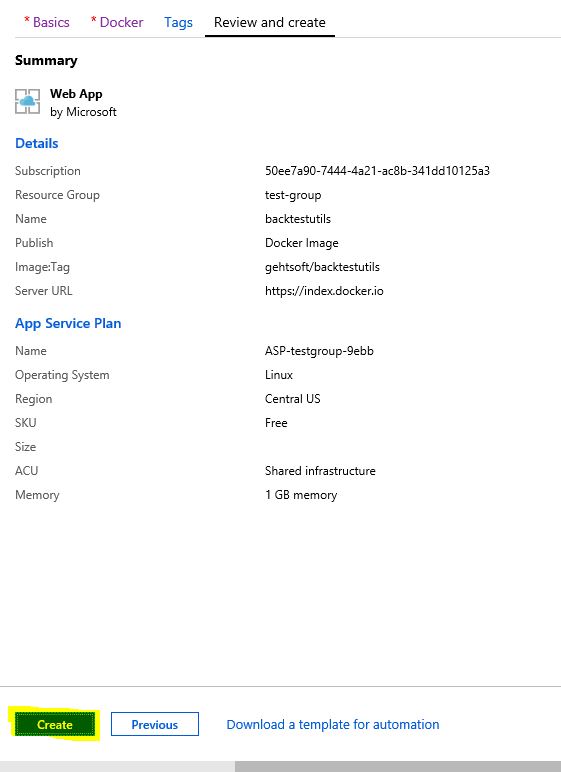 * Basics * Docker Tags Review and create
Summary
Web App
by Microsoft
Details
Subscription 50ee7a90-7444-4a21-ac8b-341dd10125a3
Resource Group test-group
Name backtestutils
Publish Docker Image
Image:Tag gehtsoft/backtestutils
Server URL https://index.docker.io
App Service Plan
Name ASP-testgroup-9ebb
Operating System Linux
Region Central US
SKU Free
Size
ACU Shared infrastructure
Memory 1 GB memory
Create Previous Download a template for automation